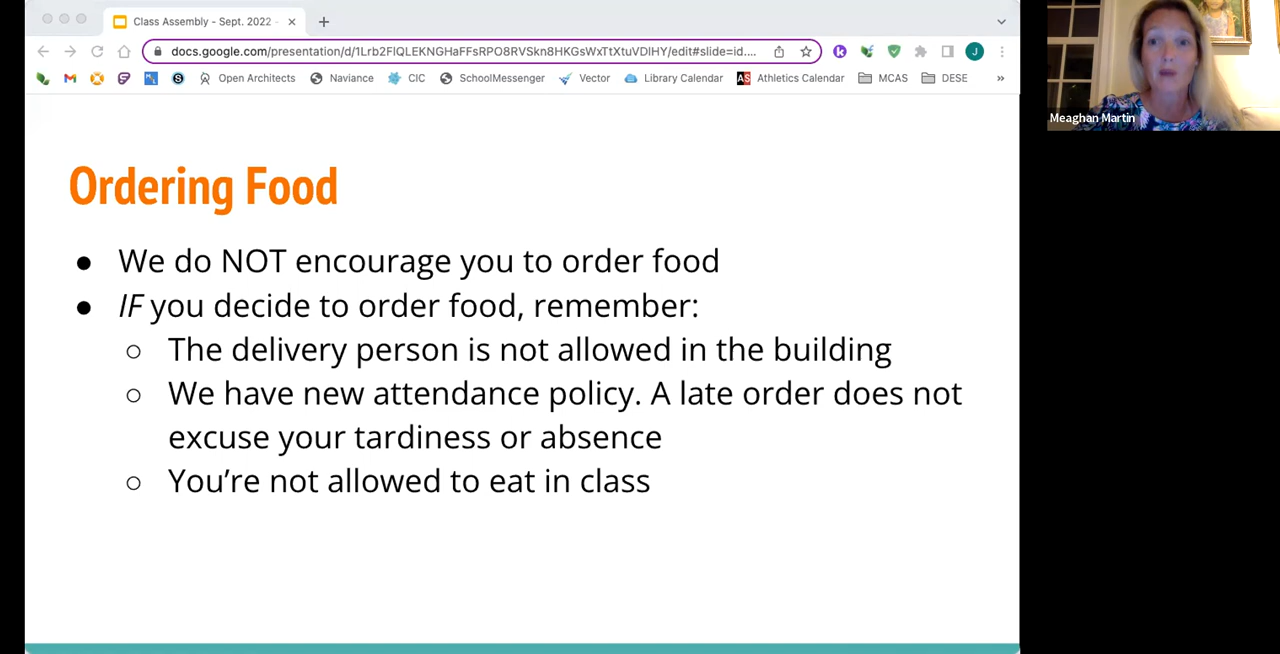 Class Assembly - Sept. 2022 -
docs.google.com/presentation/d/1Lrb2FlQLEKNGHaFFsRPO8RVSkn8HKGsWxTtXtuVDlHY/edit#slide=id....
J
S
Open Architects
Naviance
CIC
SchoolMessenger
Vector
Library Calendar
AS
Athletics Calendar
MCAS
DESE
»
Meaghan Martin
Ordering Food
● We do NOT encourage you to order food
● IF you decide to order food, remember:
○ The delivery person is not allowed in the building
○ We have new attendance policy. A late order does not
excuse your tardiness or absence
○ You’re not allowed to eat in class